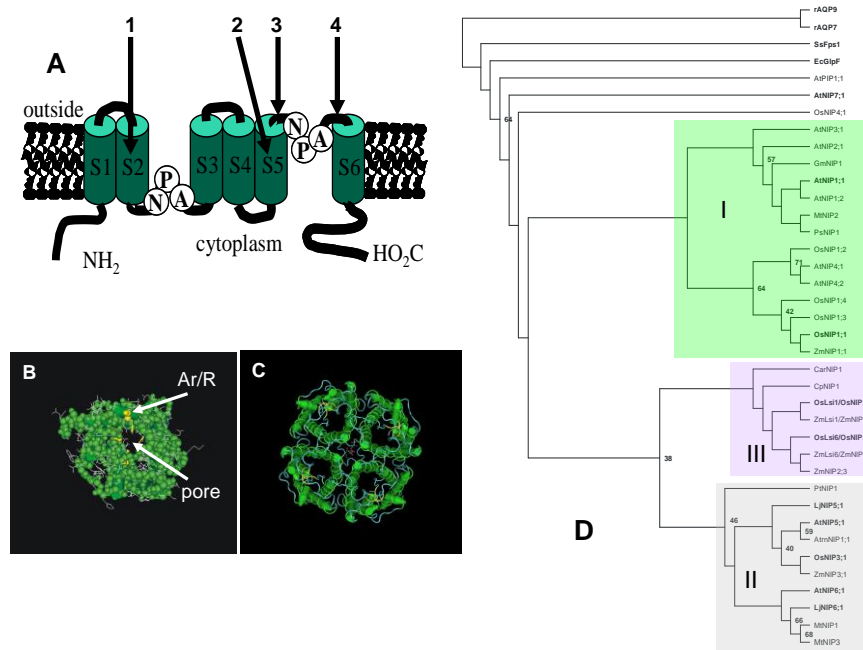 1
2
3
4
A
outside
S1
S2
S3
S4
S5
S6
N
P
A
N
P
A
cytoplasm
NH2
HO2C
B
Ar/R
pore
C
D
rAQP9
rAQP7
SsFps1
EcGlpF
AtPIP1;1
AtNIP7;1
64
OsNIP4;1
AtNIP3;1
AtNIP2;1
57
GmNIP1
AtNIP1;1
AtNIP1;2
I
MtNIP2
PsNIP1
OsNIP1;2
71
AtNIP4;1
AtNIP4;2
64
OsNIP1;4
42
OsNIP1;3
OsNIP1;1
ZmNIP1;1
CarNIP1
CpNIP1
OsLsi1/OsNIP
ZmLsi1/ZmNIP
OsLsi6/OsNIP
III
ZmLsi6/ZmNIP
38
ZmNIP2;3
PtNIP1
LjNIP5;1
46
AtNIP5;1
59
AtrnNIP1;1
40
OsNIP3;1
ZmNIP3;1
II
AtNIP6;1
LjNIP6;1
66
MtNIP1
68
MtNIP3